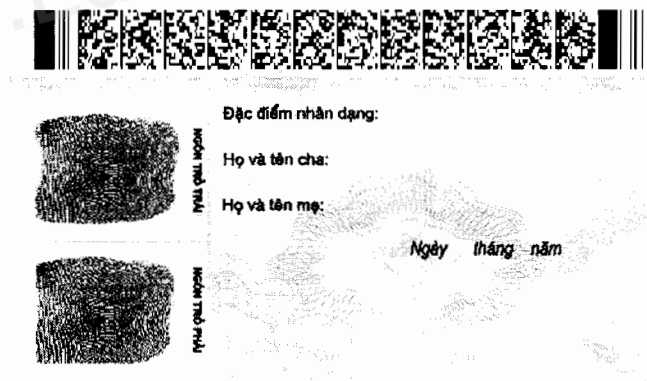 Đặc điểm nhân dạng:
Họ và tên cha:
Họ và tên mẹ:
Ngày tháng năm
NGÓN TRỎ TRÁI
NGÓN TRỎ PHẢI